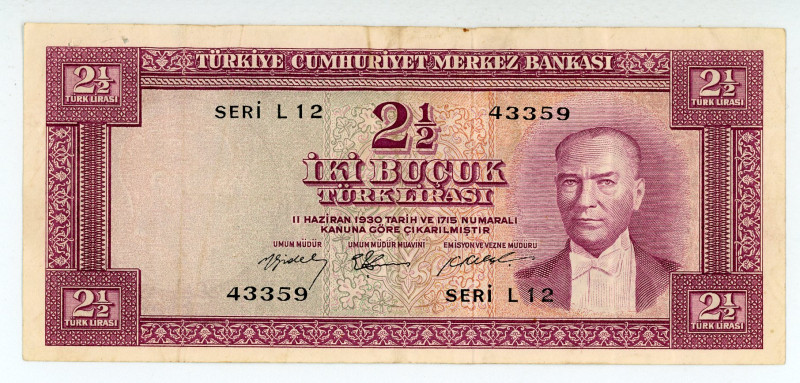 TÜRKİYE CUMHURİYET MERKEZ BANKASI
2½ 2½
TÜRK LİRASI TÜRK LİRASI
SERİ L 12 2½ 43359
İKİ BUÇUK
TÜRK LİRASI
11 HAZİRAN 1930 TARİH VE 1715 NUMARALI
KANUNA GÖRE ÇIKARILMIŞTIR
UMUM MÜDÜR UMUM MÜDÜR MUAVİNİ EMİSYON VE VEZNE MÜDÜRÜ
43359 SERİ L 12
2½ 2½
TÜRK LİRASI TÜRK LİRASI